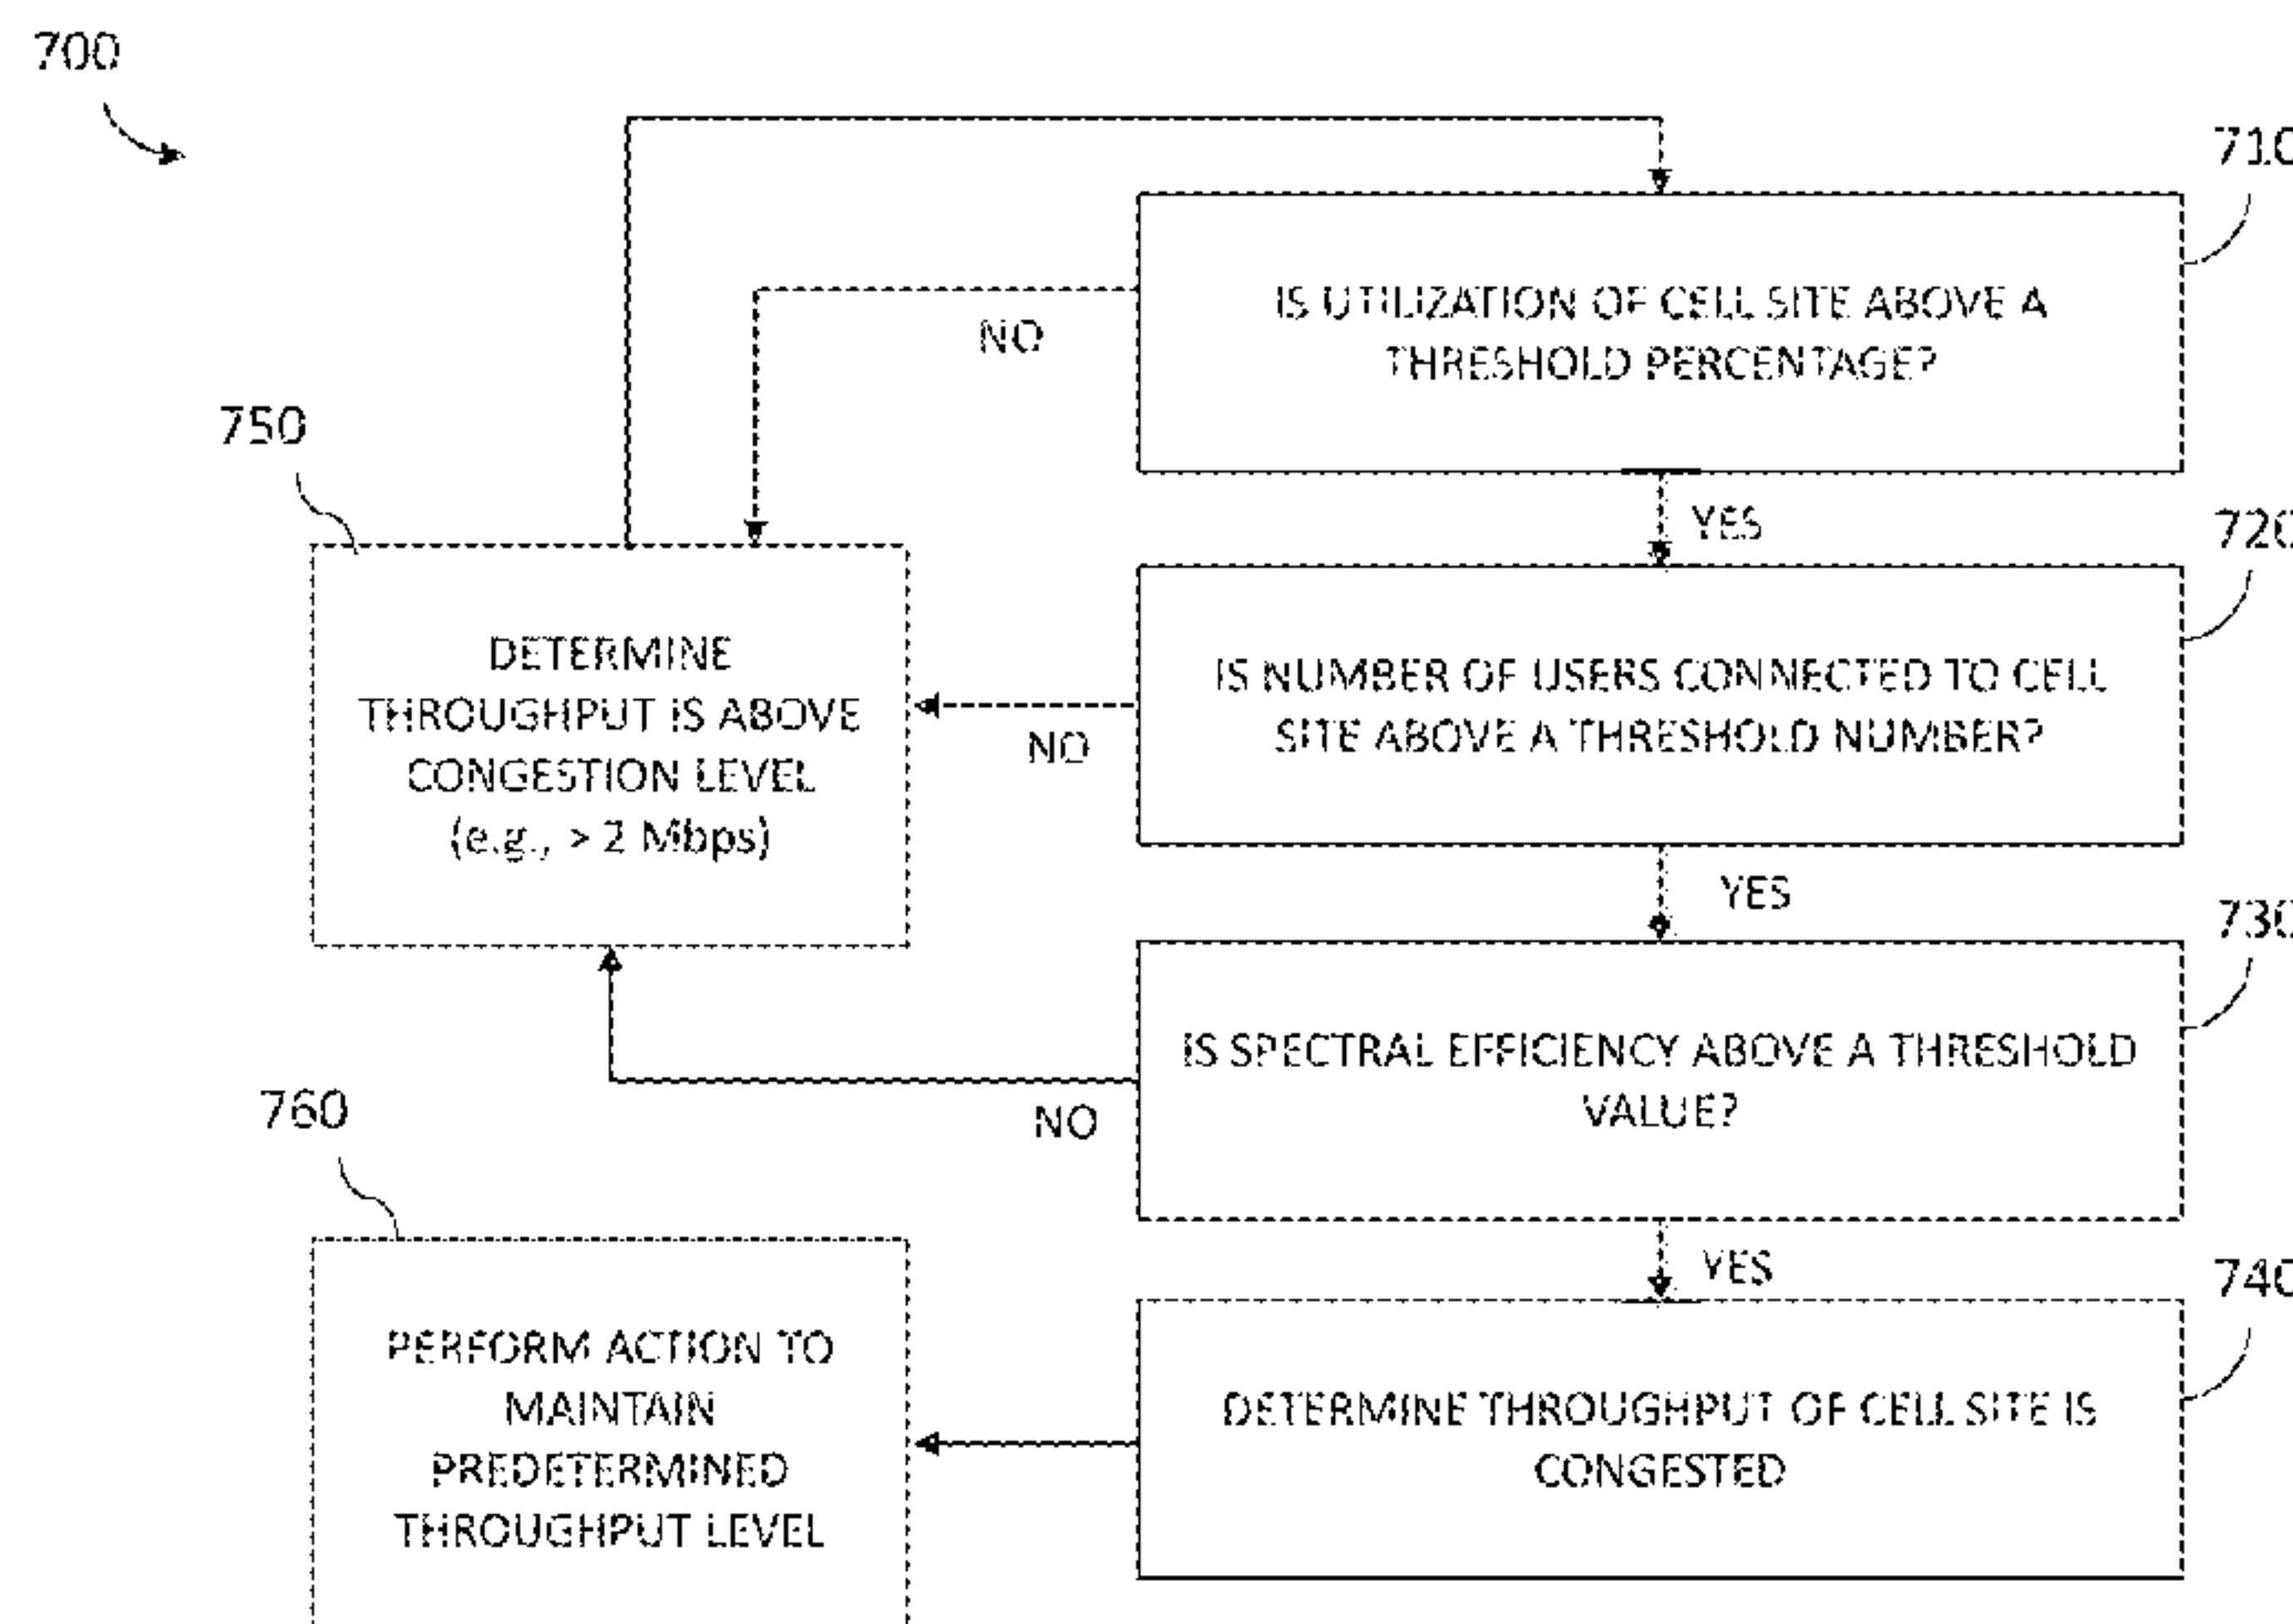 700
710
IS UTILIZATION OF CELL SITE ABOVE A
THRESHOLD PERCENTAGE?
NO
YES
750
720
DETERMINE
THROUGHPUT IS ABOVE
CONGESTION LEVEL
(e.g., > 2 Mbps)
IS NUMBER OF USERS CONNECTED TO CELL
SITE ABOVE A THRESHOLD NUMBER?
NO
YES
730
IS SPECTRAL EFFICIENCY ABOVE A THRESHOLD
VALUE?
NO
YES
760
740
PERFORM ACTION TO
MAINTAIN
PREDETERMINED
THROUGHPUT LEVEL
DETERMINE THROUGHPUT OF CELL SITE IS
CONGESTED